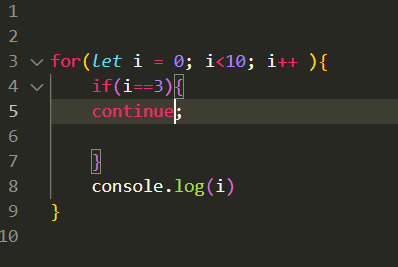 1
2
3 for(let i = 0; i<10; i++ ){
4     if(i==3){
5     continue;
6
7     }
8     console.log(i)
9 }
10